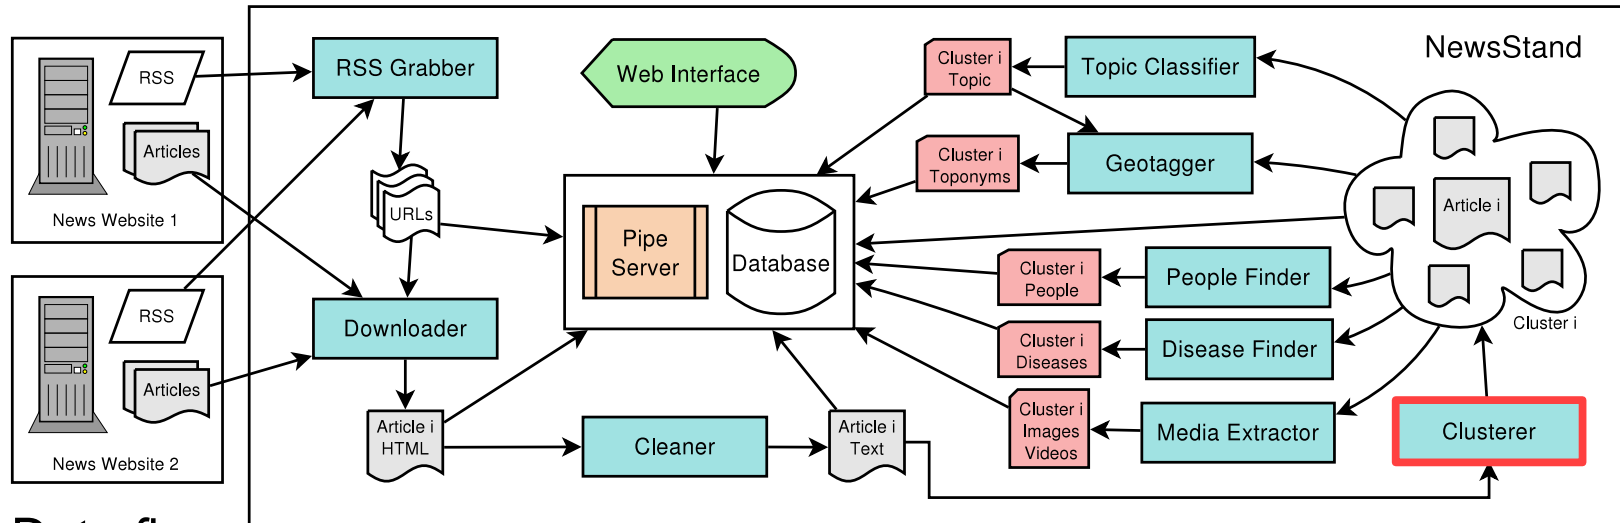 NewsStand
RSS
Articles
News Website 1
RSS
Articles
News Website 2
RSS Grabber
URLs
Downloader
Article i
HTML
Cleaner
Article i
Text
Web Interface
Pipe
Server
Database
Cluster i
Topic
Topic Classifier
Cluster i
Toponyms
Geotagger
Cluster i
People
People Finder
Cluster i
Diseases
Disease Finder
Cluster i
Images
Videos
Media Extractor
Article i
Cluster i
Clusterer